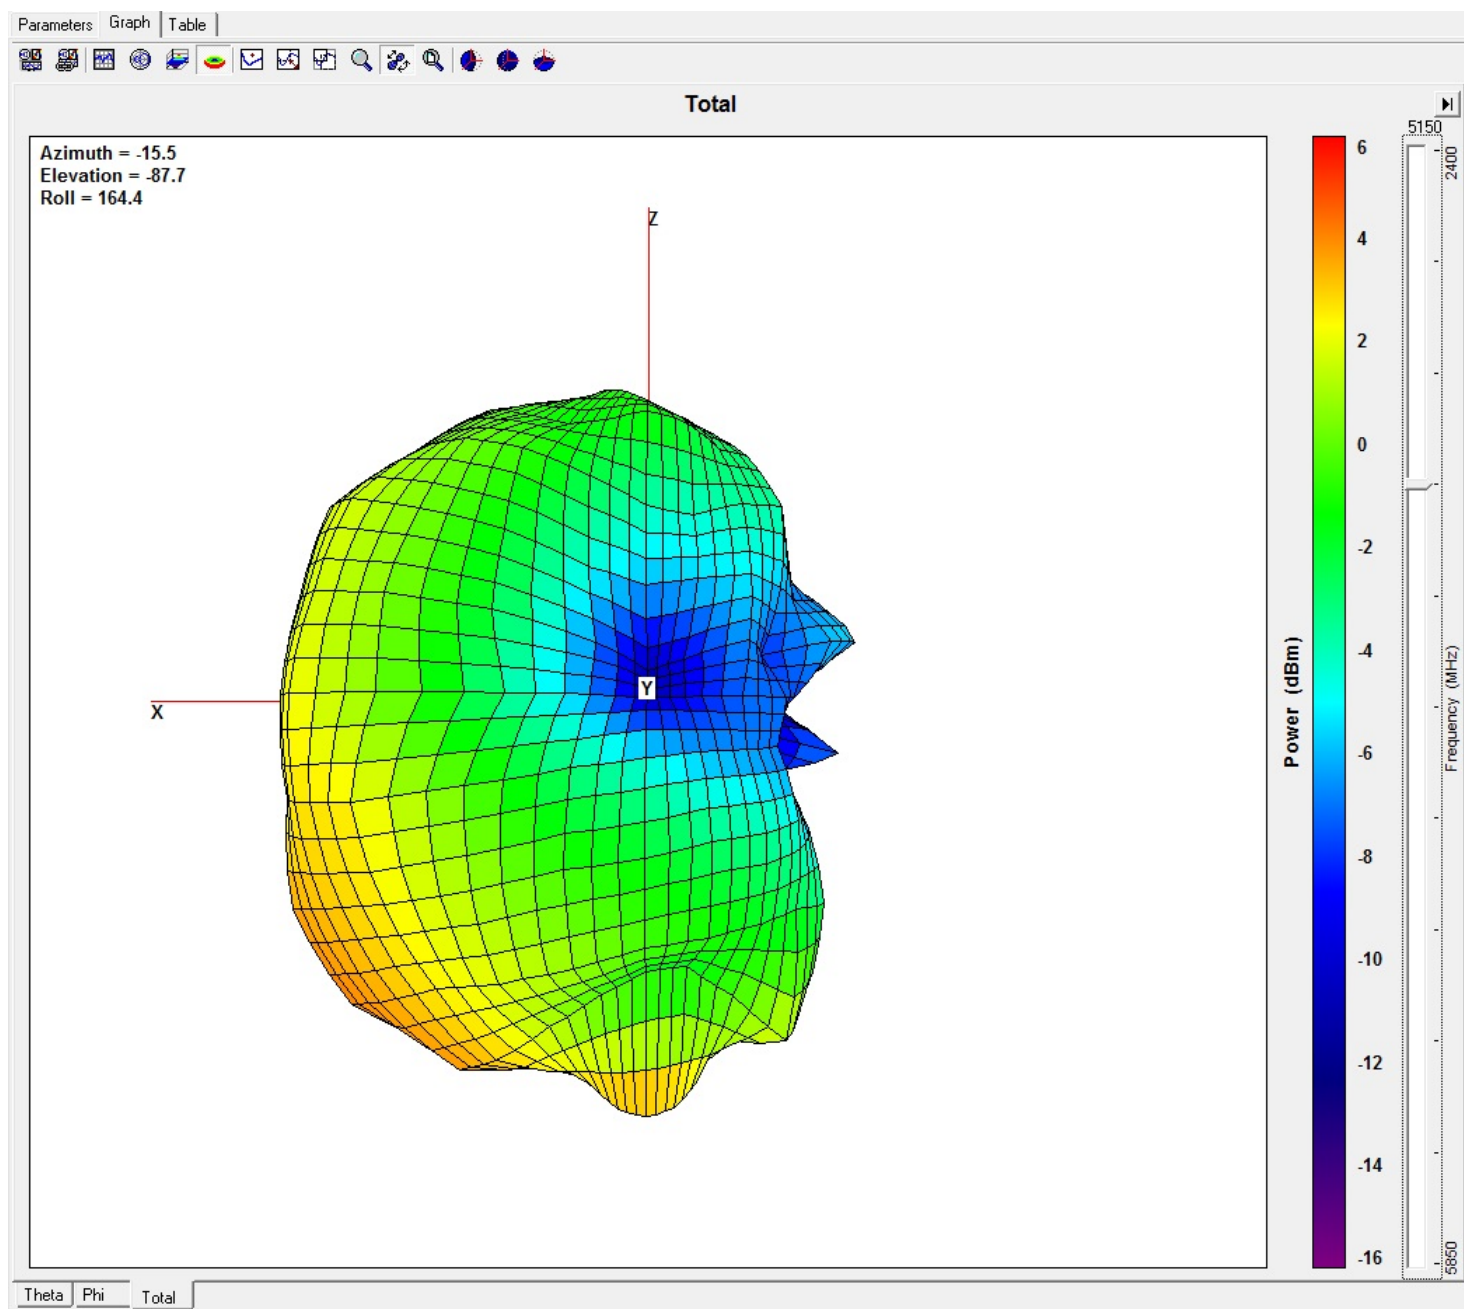 Parameters Graph Table
Total
5150
Azimuth = -15.5
Elevation = -87.7
Roll = 164.4
Z
X
Y
6
4
2
0
-2
-4
-6
-8
-10
-12
-14
-16
Power (dBm)
2400
Frequency (MHz)
5850
Theta Phi Total